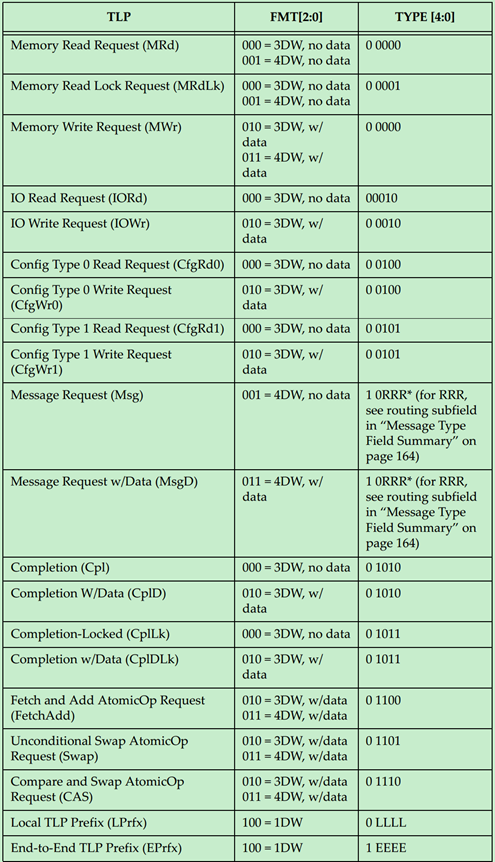 TLP FMT[2:0] TYPE [4:0]
Memory Read Request (MRd) 000 = 3DW, no data 0 0000
001 = 4DW, no data
Memory Read Lock Request (MRdLk) 000 = 3DW, no data 0 0001
001 = 4DW, no data
Memory Write Request (MWr) 010 = 3DW, w/ 0 0000
data
011 = 4DW, w/
data
IO Read Request (IORd) 000 = 3DW, no data 00010
IO Write Request (IOWr) 010 = 3DW, w/ 0 0010
data
Config Type 0 Read Request (CfgRd0) 000 = 3DW, no data 0 0100
Config Type 0 Write Request 010 = 3DW, w/ 0 0100
(CfgWr0) data
Config Type 1 Read Request (CfgRd1) 000 = 3DW, no data 0 0101
Config Type 1 Write Request 010 = 3DW, w/ 0 0101
(CfgWr1) data
Message Request (Msg) 001 = 4DW, no data 1 0RRR* (for RRR,
see routing subfield
in “Message Type
Field Summary” on
page 164)
Message Request w/Data (MsgD) 011 = 4DW, w/ 1 0RRR* (for RRR,
data see routing subfield
in “Message Type
Field Summary” on
page 164)
Completion (Cpl) 000 = 3DW, no data 0 1010
Completion W/Data (CplD) 010 = 3DW, w/ 0 1010
data
Completion-Locked (CplLk) 000 = 3DW, no data 0 1011
Completion w/Data (CplDLk) 010 = 3DW, w/ 0 1011
data
Fetch and Add AtomicOp Request 010 = 3DW, w/data 0 1100
(FetchAdd) 011 = 4DW, w/data
Unconditional Swap AtomicOp 010 = 3DW, w/data 0 1101
Request (Swap) 011 = 4DW, w/data
Compare and Swap AtomicOp 010 = 3DW, w/data 0 1110
Request (CAS) 011 = 4DW, w/data
Local TLP Prefix (LPrfx) 100 = 1DW 0 LLLL
End-to-End TLP Prefix (EPrfx) 100 = 1DW 1 EEEE